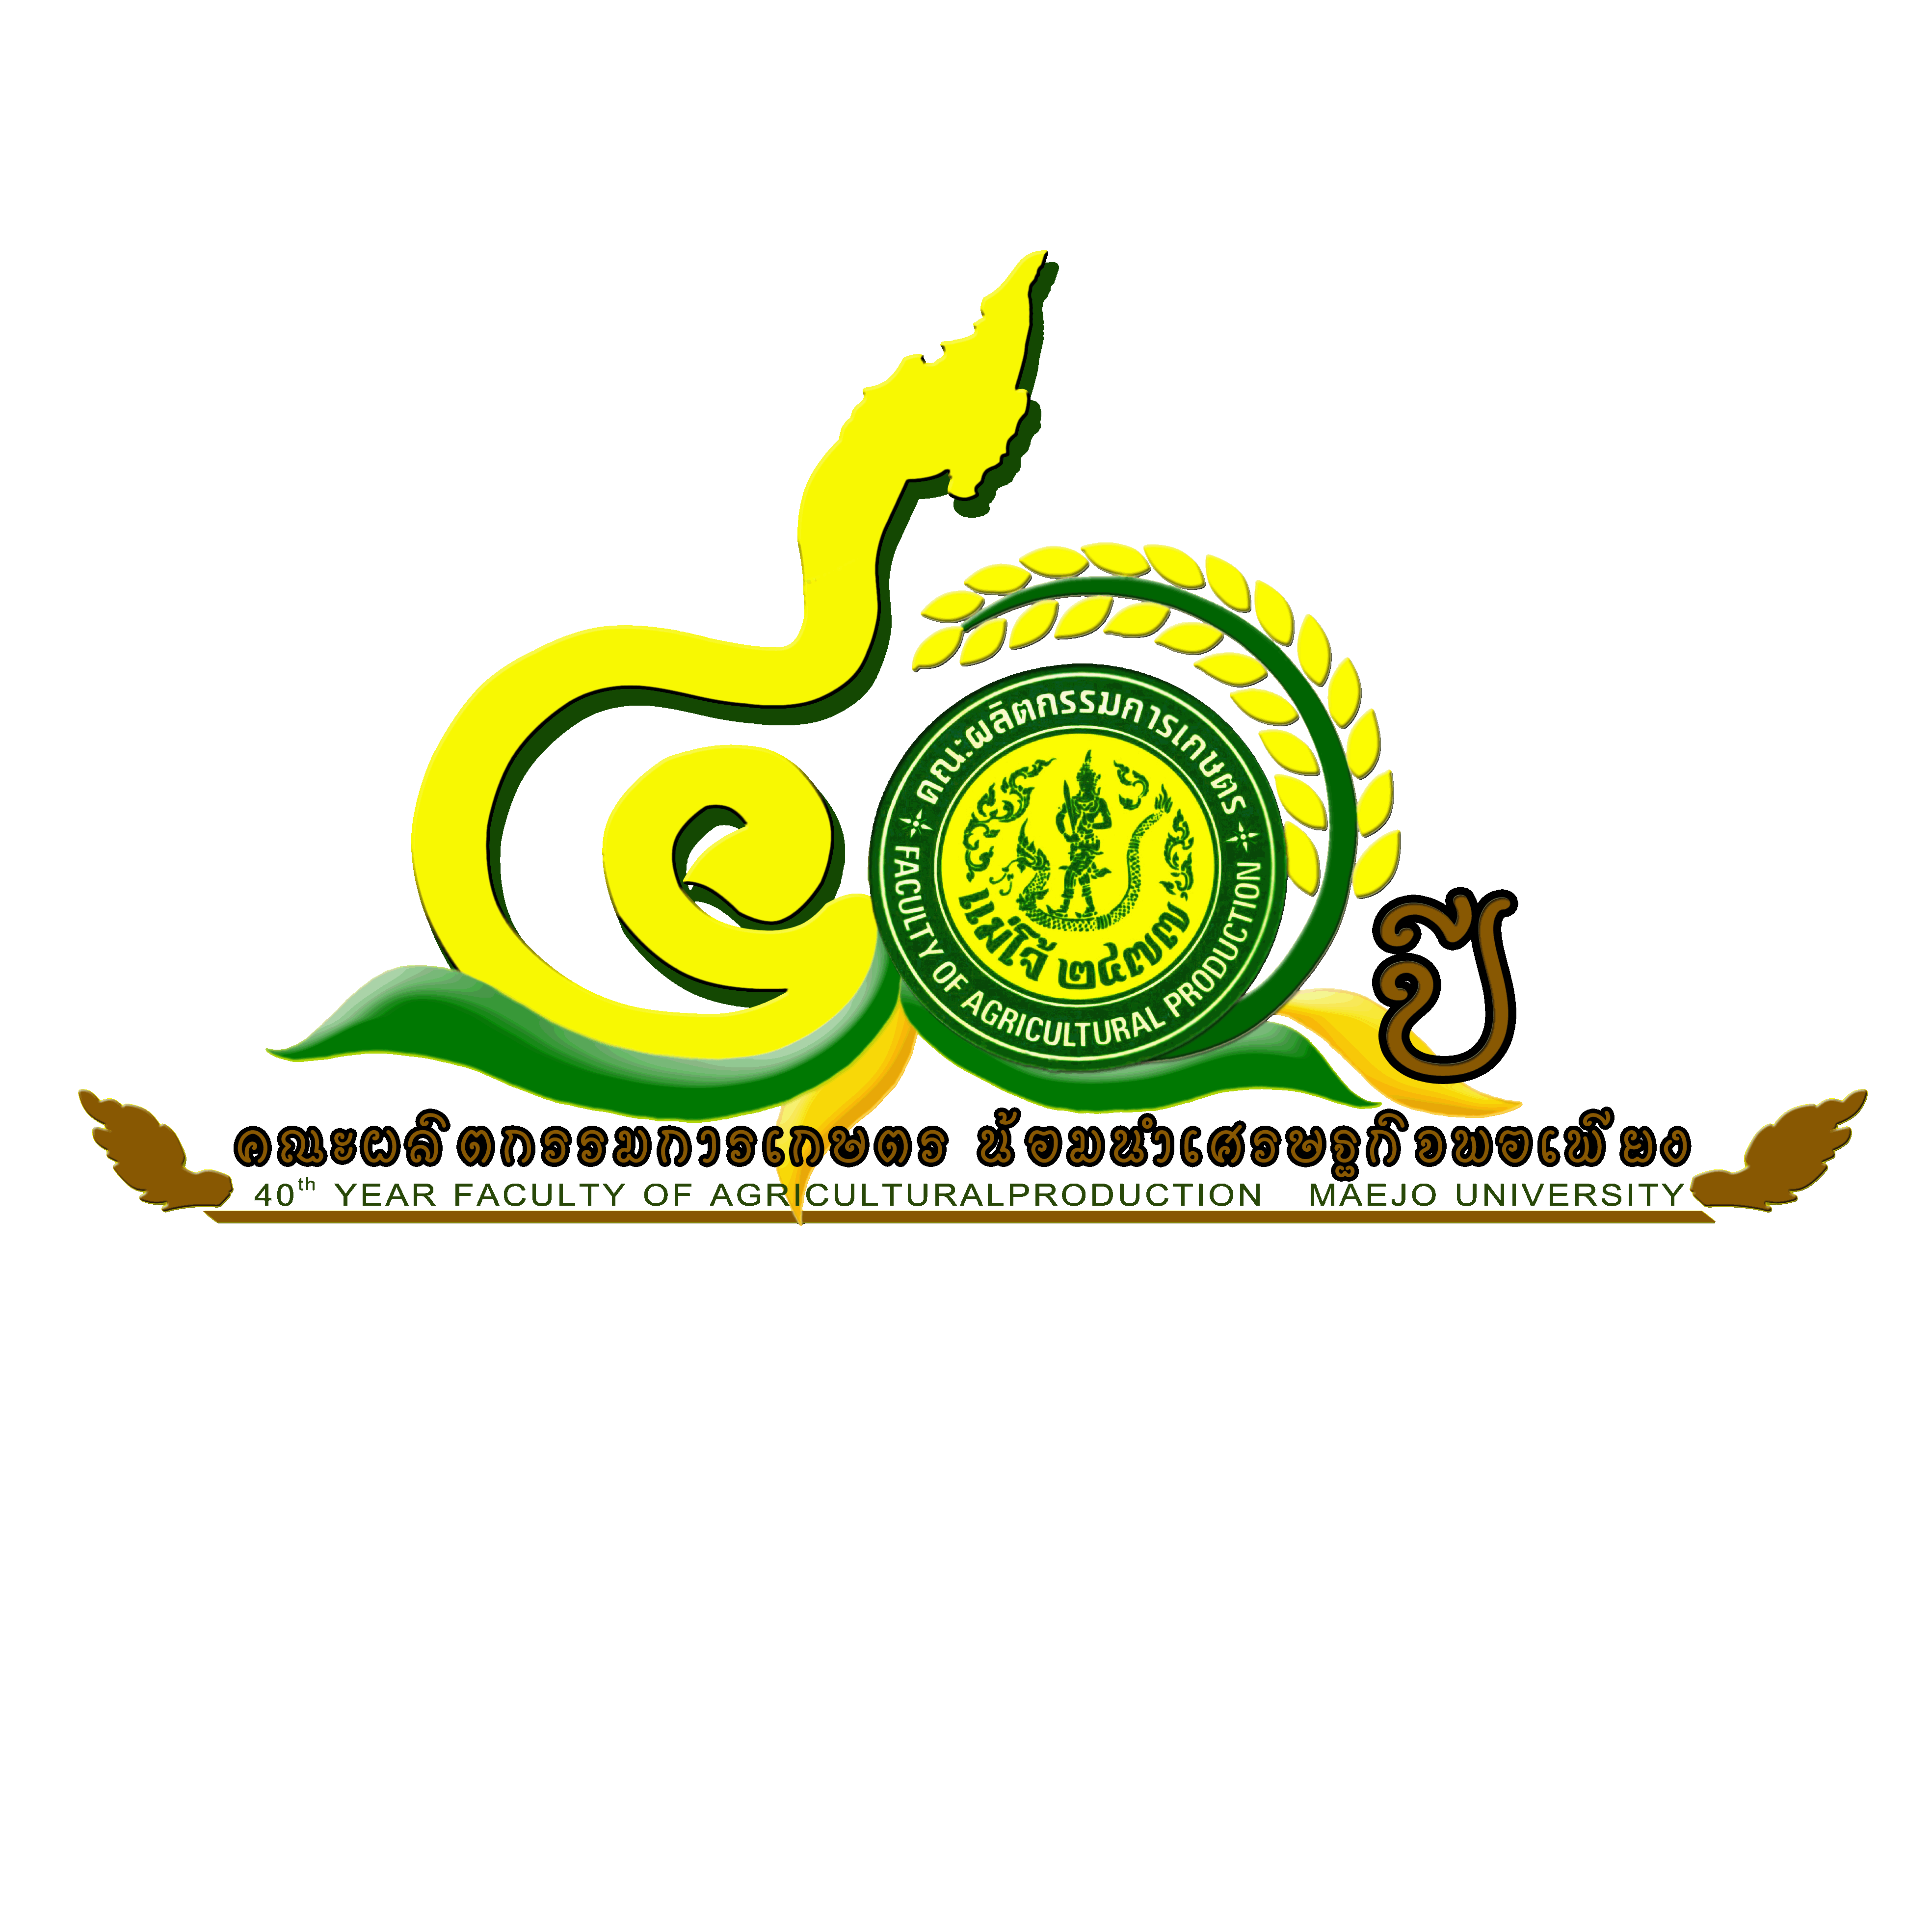 ๔๐ ปี
คณะผลิตกรรมการเกษตร
แม่โจ้ ๒๔๗๗
FACULTY OF AGRICULTURAL PRODUCTION
คณะผลิตกรรมการเกษตร น้อมนำเศรษฐกิจพอเพียง
40th YEAR FACULTY OF AGRICULTURALPRODUCTION MAEJO UNIVERSITY